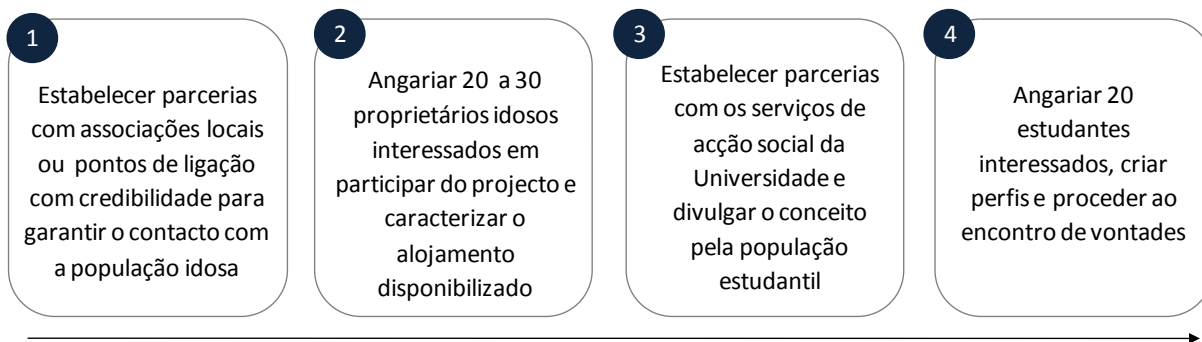 1
Estabelecer parcerias
com associações locais
ou pontos de ligação
com credibilidade para
garantir o contacto com
a população idosa
2
Angariar 20 a 30
proprietários idosos
interessados em
participar do projecto e
caracterizar o
alojamento
disponibilizado
3
Estabelecer parcerias
com os serviços de
acção social da
Universidade e
divulgar o conceito
pela população
estudantil
4
Angariar 20
estudantes
interessados, criar
perfis e proceder ao
encontro de vontades